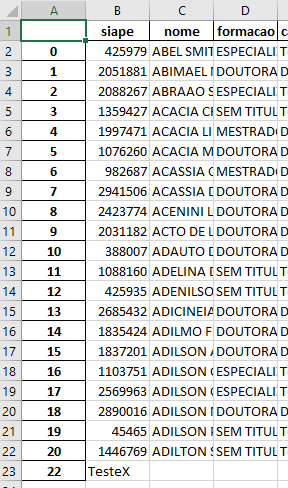 A B C D
1 siape nome formacao
2 0 425979 ABEL SMIT ESPECIALI
3 1 2051881 ABIMAEL DOUTORA
4 2 2088267 ABRAAO S ESPECIALI
5 3 1359427 ACACIA CI SEM TITUL
6 4 1997471 ACACIA LI MESTRADO
7 5 1076260 ACACIA M DOUTORA
8 6 982687 ACASSIA MESTRADO
9 7 2941506 ACASSIA DOUTORA
10 8 2423774 ACENINI L DOUTORA
11 9 2031182 ACTO DE L DOUTORA
12 10 388007 ADAUTO DOUTORA
13 11 1088160 ADELINA SEM TITUL
14 12 425935 ADENILSO SEM TITUL
15 13 2685432 ADICINEIA DOUTORA
16 14 1835424 ADILMO F DOUTORA
17 15 1837201 ADILSON DOUTORA
18 16 1103751 ADILSON ESPECIALI
19 17 2569963 ADILSON ESPECIALI
20 18 2890016 ADILSON DOUTORA
21 19 45465 ADILSON SEM TITUL
22 20 1446769 ADILTON S SEM TITUL
23 22 TesteX